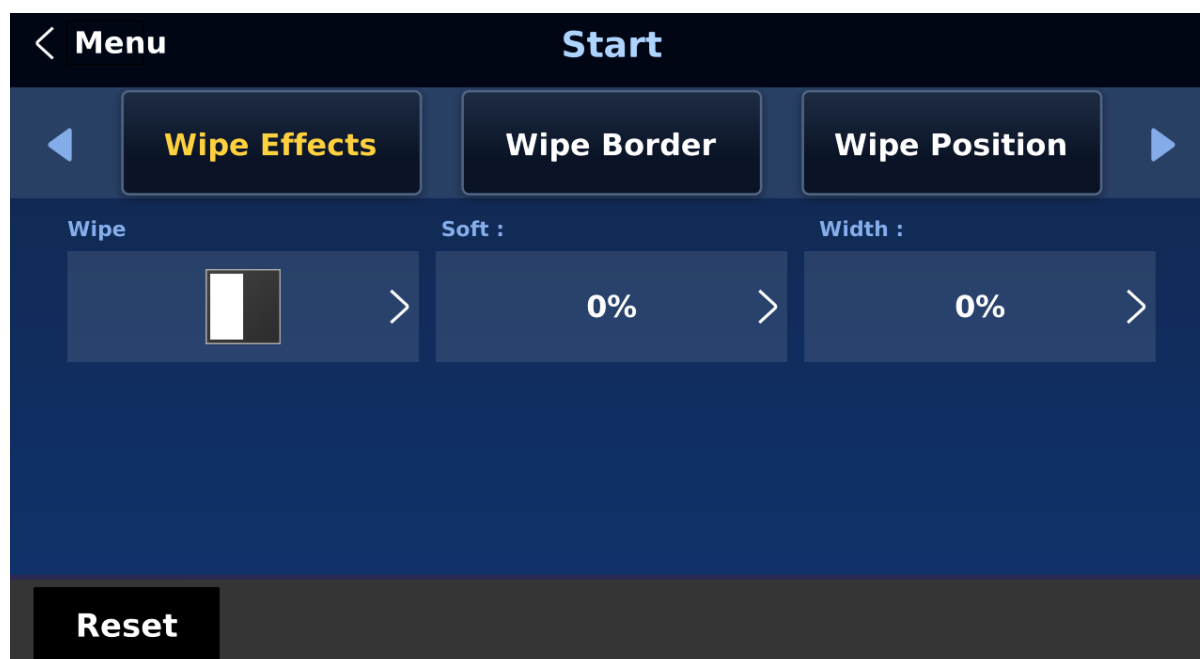 Menu
Start
Wipe Effects
Wipe Border
Wipe Position
Wipe
Soft :
Width :
0%
0%
Reset